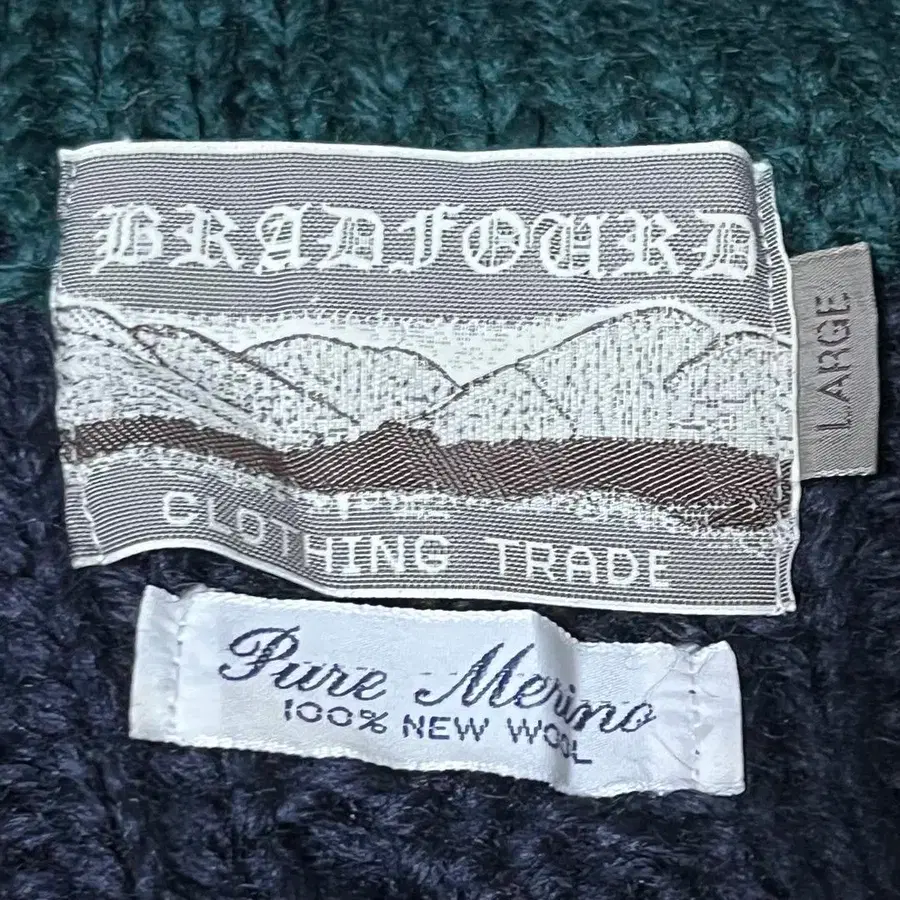 BRADFOURD
CLOTHING TRADE
LARGE
Pure Merino
100% NEW WOOL